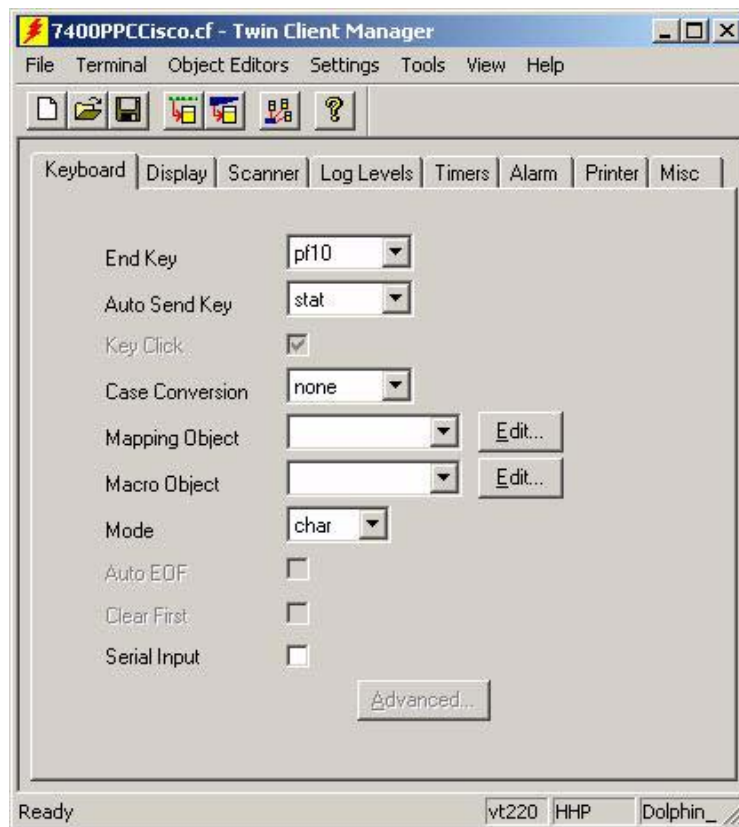 7400PPCCisco.cf - Twin Client Manager
File Terminal Object Editors Settings Tools View Help
Keyboard Display Scanner Log Levels Timers Alarm Printer Misc
End Key pf10
Auto Send Key stat
Key Click
Case Conversion none
Mapping Object Edit...
Macro Object Edit...
Mode char
Auto EOF
Clear First
Serial Input
Advanced...
Ready vt220 HHP Dolphin_